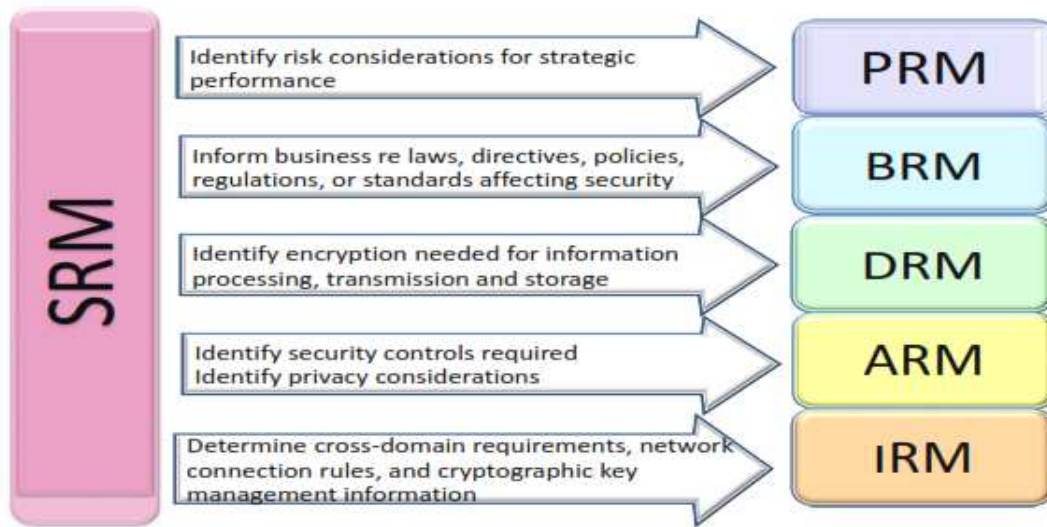 SRM
Identify risk considerations for strategic
performance
PRM
Inform business re laws, directives, policies,
regulations, or standards affecting security
BRM
Identify encryption needed for information
processing, transmission and storage
DRM
Identify security controls required
Identify privacy considerations
ARM
Determine cross-domain requirements, network
connection rules, and cryptographic key
management information
IRM